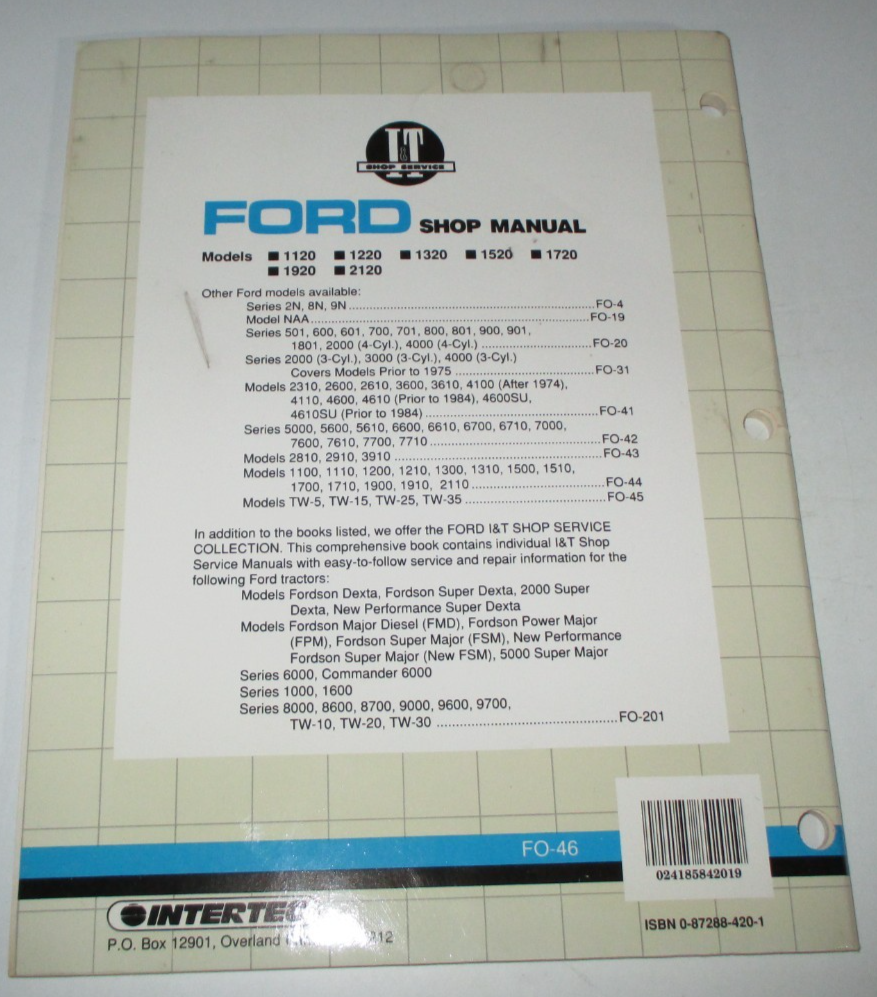 I&T
SHOP SERVICE
FORD SHOP MANUAL
Models ■ 1120 ■ 1220 ■ 1320 ■ 1520 ■ 1720
■ 1920 ■ 2120
Other Ford models available:
Series 2N, 8N, 9N ........................................ FO-4
Model NAA ........................................ FO-19
Series 501, 600, 601, 700, 701, 800, 801, 900, 901,
1801, 2000 (4-Cyl.), 4000 (4-Cyl.) ........................ FO-20
Series 2000 (3-Cyl.), 3000 (3-Cyl.), 4000 (3-Cyl.)
Covers Models Prior to 1975 ........................ FO-31
Models 2310, 2600, 2610, 3600, 3610, 4100 (After 1974),
4110, 4600, 4610 (Prior to 1984), 4600SU,
4610SU (Prior to 1984) ........................ FO-41
Series 5000, 5600, 5610, 6600, 6610, 6700, 6710, 7000,
7600, 7610, 7700, 7710 ........................ FO-42
Models 2810, 2910, 3910 ........................ FO-43
Models 1100, 1110, 1200, 1210, 1300, 1310, 1500, 1510,
1700, 1710, 1900, 1910, 2110 ........................ FO-44
Models TW-5, TW-15, TW-25, TW-35 ........................ FO-45
In addition to the books listed, we offer the FORD I&T SHOP SERVICE
COLLECTION. This comprehensive book contains individual I&T Shop
Service Manuals with easy-to-follow service and repair information for the
following Ford tractors:
Models Fordson Dexta, Fordson Super Dexta, 2000 Super
Dexta, New Performance Super Dexta
Models Fordson Major Diesel (FMD), Fordson Power Major
(FPM), Fordson Super Major (FSM), New Performance
Fordson Super Major (New FSM), 5000 Super Major
Series 6000, Commander 6000
Series 1000, 1600
Series 8000, 8600, 8700, 9000, 9600, 9700,
TW-10, TW-20, TW-30 ........................ FO-201
FO-46
024185842019
INTERTEC
P.O. Box 12901, Overland
ISBN 0-87288-420-1